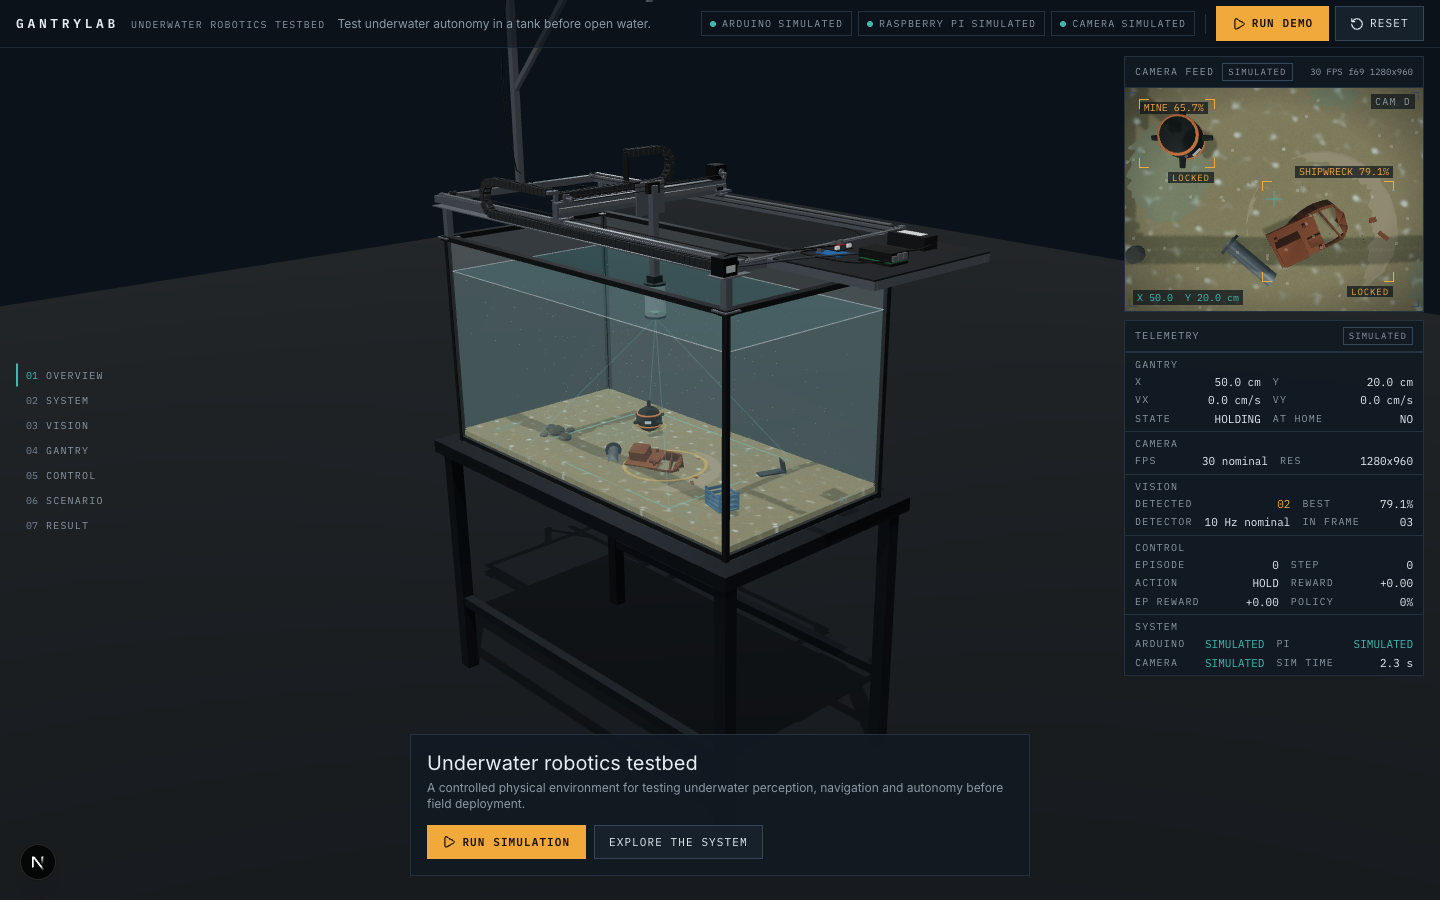 GANTRYLAB UNDERWATER ROBOTICS TESTBED Test underwater autonomy in a tank before open water. ARDUINO SIMULATED RASPBERRY PI SIMULATED CAMERA SIMULATED RUN DEMO RESET
CAMERA FEED SIMULATED 30 FPS f69 1280x960
CAM D
MINE 65.7%
SHIPWRECK 79.1%
LOCKED
LOCKED
X 50.0 Y 20.0 cm
TELEMETRY SIMULATED
GANTRY
X 50.0 cm Y 20.0 cm
VX 0.0 cm/s VY 0.0 cm/s
STATE HOLDING AT HOME NO
CAMERA
FPS 30 nominal RES 1280x960
VISION
DETECTED 02 BEST 79.1%
DETECTOR 10 Hz nominal IN FRAME 03
CONTROL
EPISODE 0 STEP 0
ACTION HOLD REWARD +0.00
EP REWARD +0.00 POLICY 0%
SYSTEM
ARDUINO SIMULATED PI SIMULATED
CAMERA SIMULATED SIM TIME 2.3 s
01 OVERVIEW
02 SYSTEM
03 VISION
04 GANTRY
05 CONTROL
06 SCENARIO
07 RESULT
Underwater robotics testbed
A controlled physical environment for testing underwater perception, navigation and autonomy before
field deployment.
RUN SIMULATION EXPLORE THE SYSTEM
N